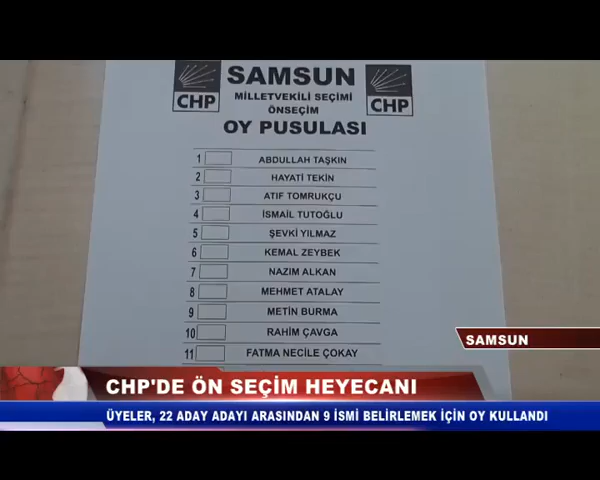 CHP
SAMSUN
MİLLETVEKİLİ SEÇİMİ
ÖNSEÇİM
OY PUSULASI
CHP
1 ABDULLAH TAŞKIN
2 HAYATİ TEKİN
3 ATIF TOMRUKÇU
4 İSMAİL TUTOĞLU
5 ŞEVKİ YILMAZ
6 KEMAL ZEYBEK
7 NAZIM ALKAN
8 MEHMET ATALAY
9 METİN BURMA
10 RAHİM ÇAVGA
11 FATMA NECİLE ÇOKAY
SAMSUN
CHP'DE ÖN SEÇİM HEYECANI
ÜYELER, 22 ADAY ADAYI ARASINDAN 9 İSMİ BELİRLEMEK İÇİN OY KULLANDI